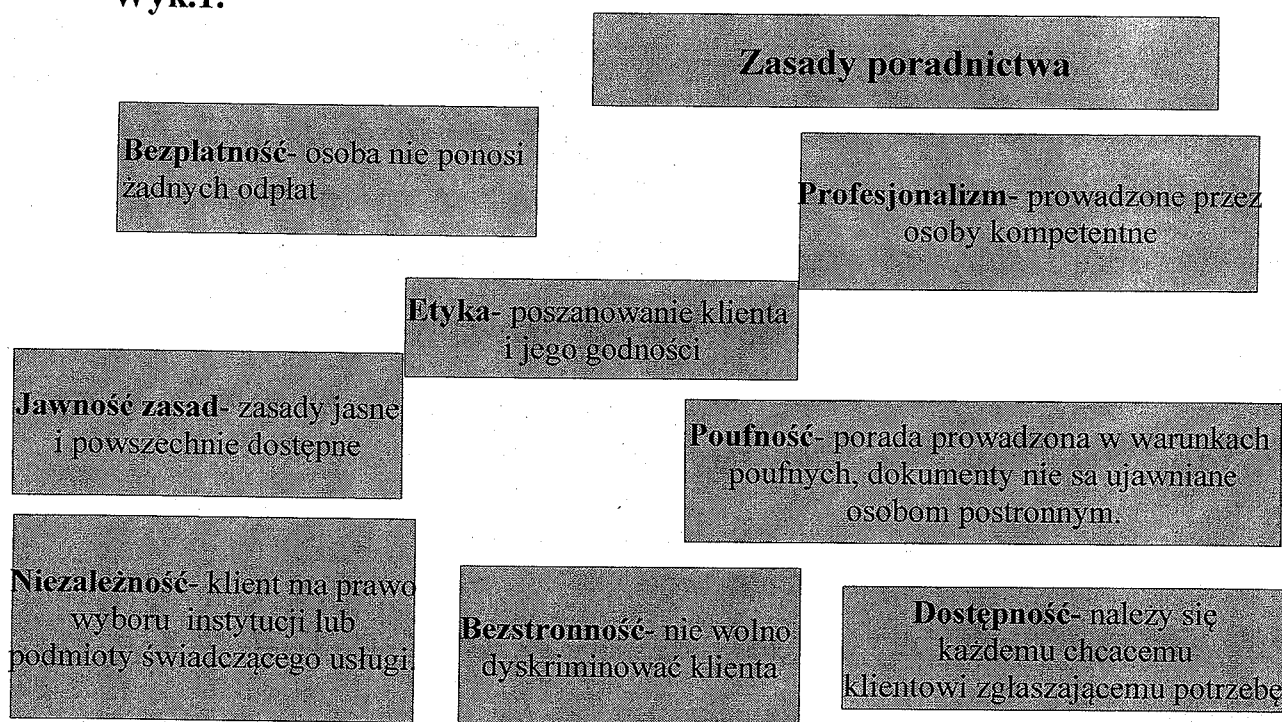 Wyk.1.
Zasady poradnictwa
Bezpłatność- osoba nie ponosi
żadnych odpłat
Profesjonalizm- prowadzone przez
osoby kompetentne
Etyka- poszanowanie klienta
i jego godności
Jawność zasad- zasady jasne
i powszechnie dostępne
Poufność- porada prowadzona w warunkach
poufnych, dokumenty nie sa ujawniane
osobom postronnym.
Niezależność- klient ma prawo
wyboru instytucji lub
podmioty świadczącego usługi.
Bezstronność- nie wolno
dyskryminować klienta
Dostępność- należy się
każdemu chcacemu
klientowi zgłaszającemu potrzebę